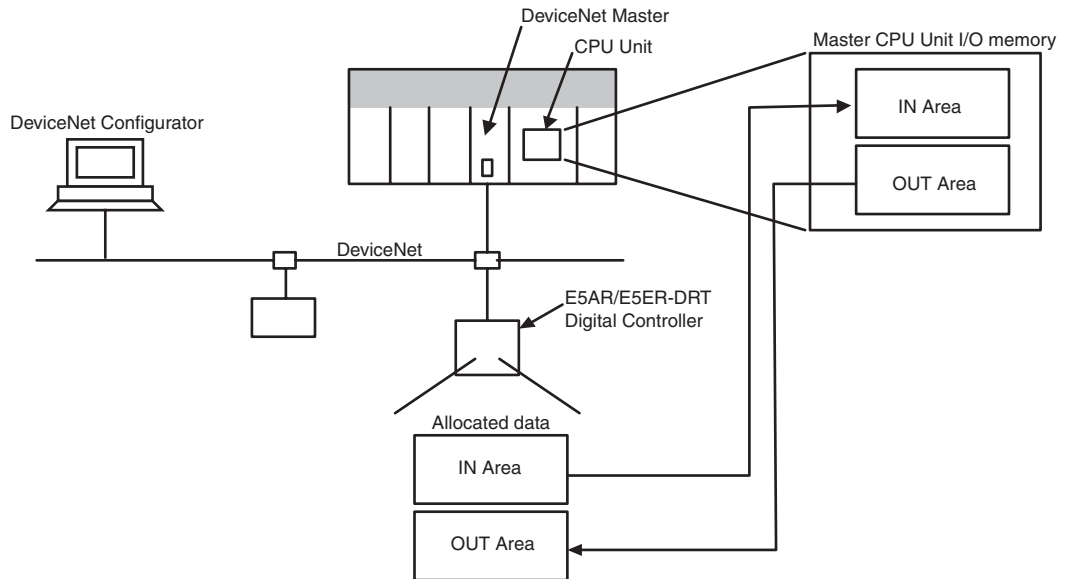 DeviceNet Master
CPU Unit
Master CPU Unit I/O memory
IN Area
OUT Area
DeviceNet Configurator
DeviceNet
E5AR/E5ER-DRT
Digital Controller
Allocated data
IN Area
OUT Area